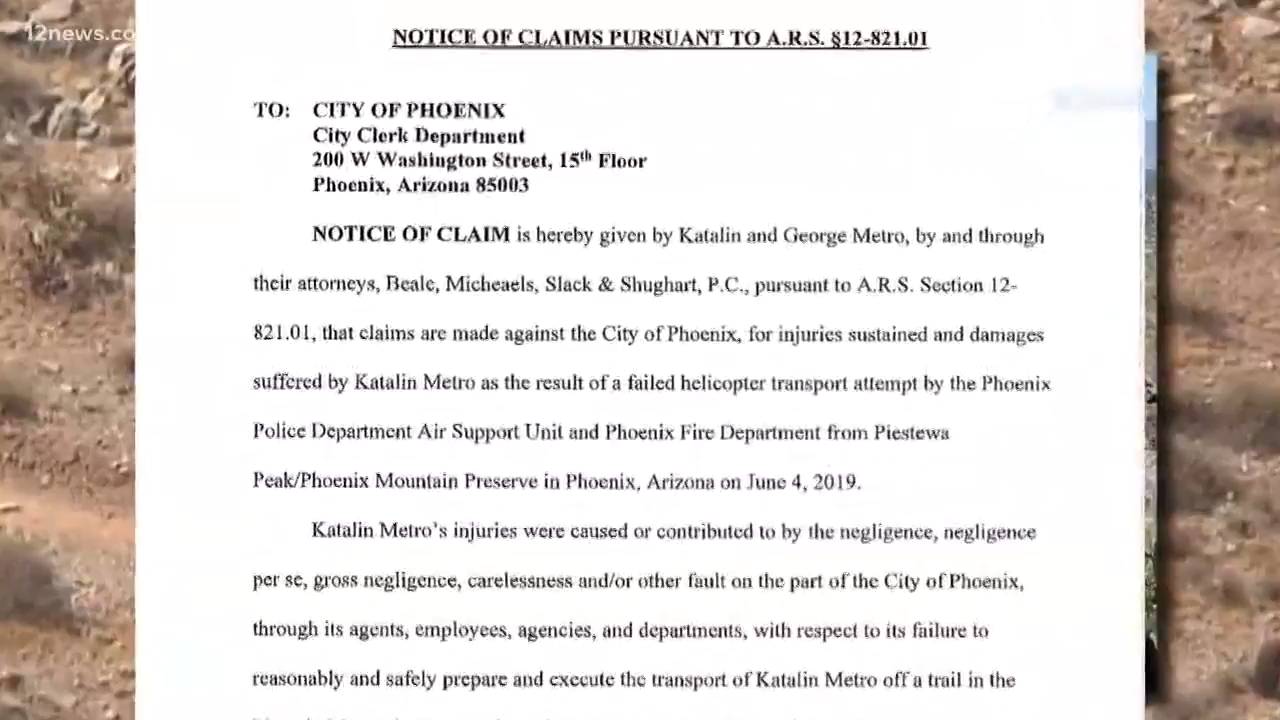 12news.co
NOTICE OF CLAIMS PURSUANT TO A.R.S. §12-821.01
TO: CITY OF PHOENIX
City Clerk Department
200 W Washington Street, 15th Floor
Phoenix, Arizona 85003
NOTICE OF CLAIM is hereby given by Katalin and George Metro, by and through
their attorneys, Beale, Micheaels, Slack & Shughart, P.C., pursuant to A.R.S. Section 12-
821.01, that claims are made against the City of Phoenix, for injuries sustained and damages
suffered by Katalin Metro as the result of a failed helicopter transport attempt by the Phoenix
Police Department Air Support Unit and Phoenix Fire Department from Piestewa
Peak/Phoenix Mountain Preserve in Phoenix, Arizona on June 4, 2019.
Katalin Metro's injuries were caused or contributed to by the negligence, negligence
per se, gross negligence, carelessness and/or other fault on the part of the City of Phoenix,
through its agents, employees, agencies, and departments, with respect to its failure to
reasonably and safely prepare and execute the transport of Katalin Metro off a trail in the